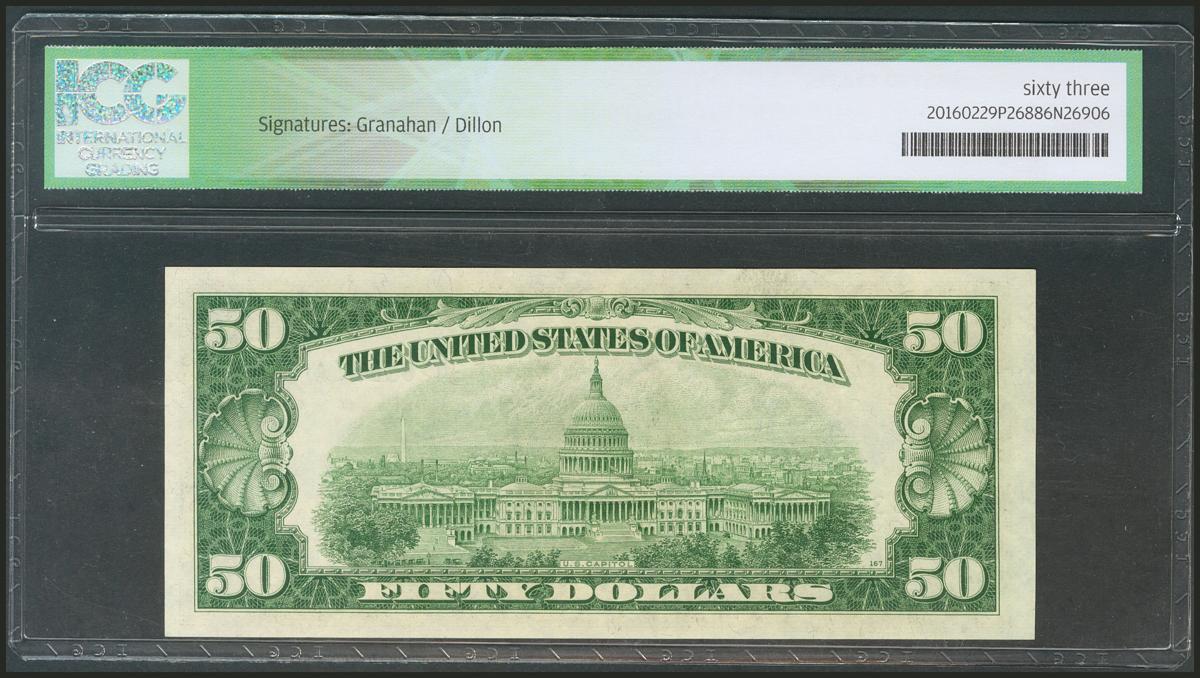 ICG
INTERNATIONAL
CURRENCY
GRADING
Signatures: Granahan / Dillon
sixty three
20160229P26886N26906
50
50
THE UNITED STATES OF AMERICA
U.S. CAPITOL
167
50
50
FIFTY DOLLARS
ICG